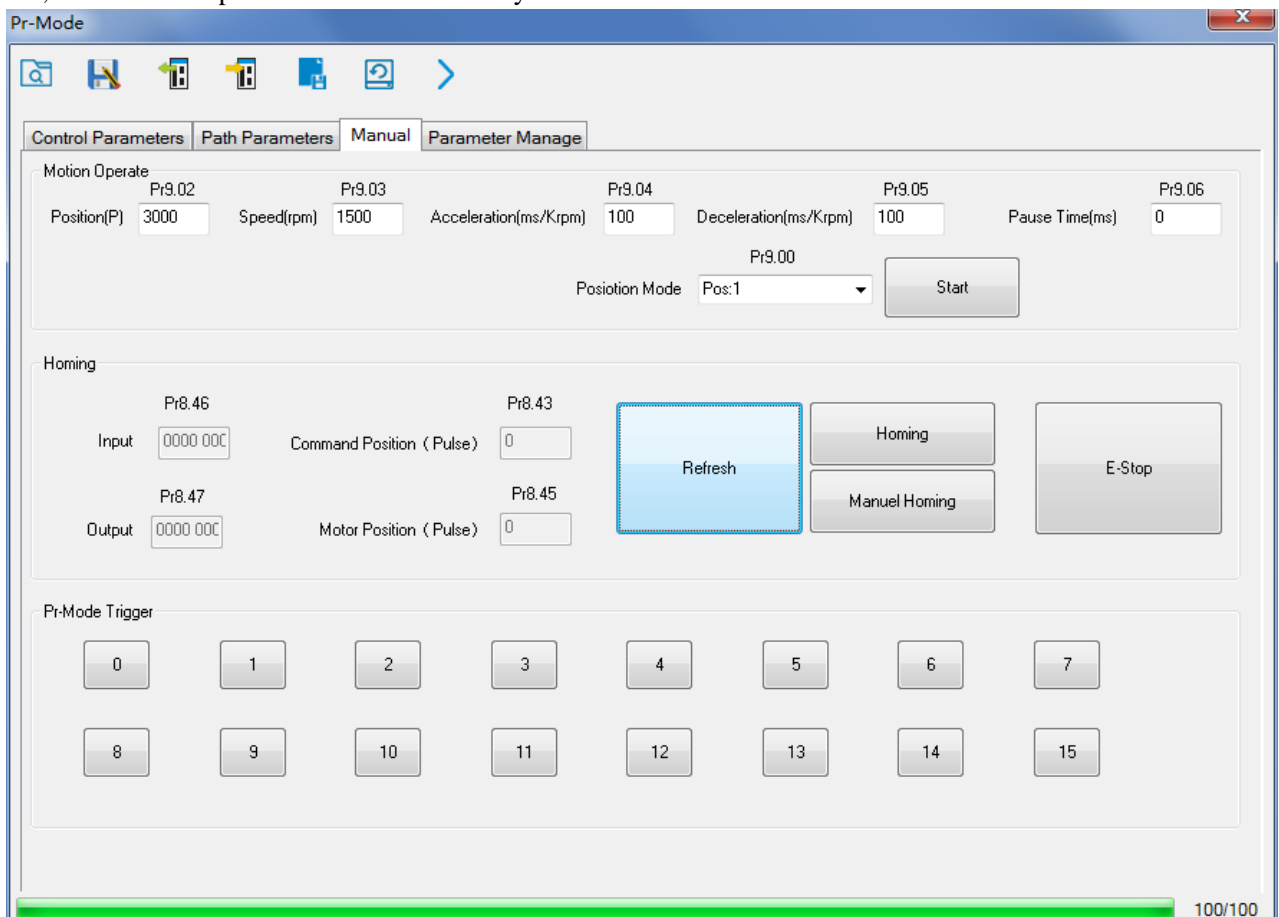 Pr-Mode
Control Parameters Path Parameters Manual Parameter Manage
Motion Operate
Pr9.02 Pr9.03 Pr9.04 Pr9.05 Pr9.06
Position(P) 3000 Speed(rpm) 1500 Acceleration(ms/Krpm) 100 Deceleration(ms/Krpm) 100 Pause Time(ms) 0
Pr9.00
Posiotion Mode Pos:1 Start
Homing
Pr8.46 Pr8.43
Input 0000 000 Command Position ( Pulse) 0
Refresh Homing E-Stop
Manuel Homing
Pr8.47 Pr8.45
Output 0000 000 Motor Position ( Pulse) 0
Pr-Mode Trigger
0 1 2 3 4 5 6 7
8 9 10 11 12 13 14 15
100/100